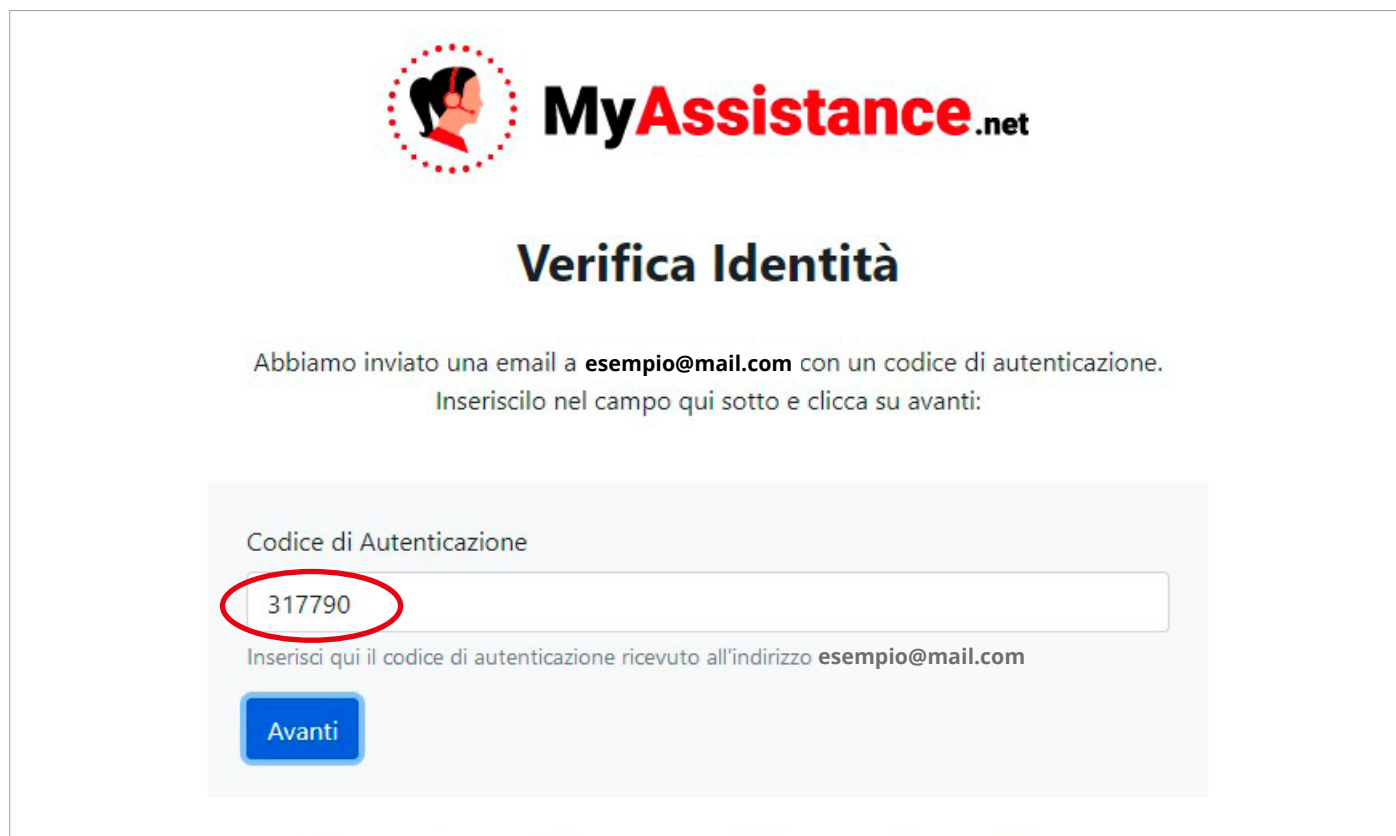 MyAssistance.net
Verifica Identità
Abbiamo inviato una email a esempio@mail.com con un codice di autenticazione.
Inseriscilo nel campo qui sotto e clicca su avanti:
Codice di Autenticazione
317790
Inserisci qui il codice di autenticazione ricevuto all'indirizzo esempio@mail.com
Avanti